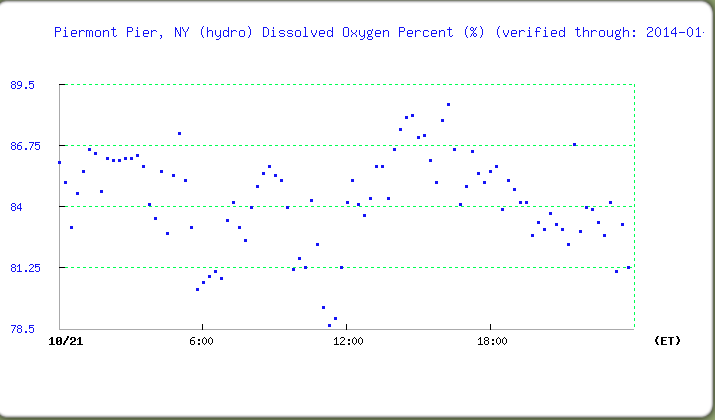 Piermont Pier, NY (hydro) Dissolved Oxygen Percent (%) (verified through: 2014-01-
89.5
86.75
84
81.25
78.5
10/21 6:00 12:00 18:00 (ET)